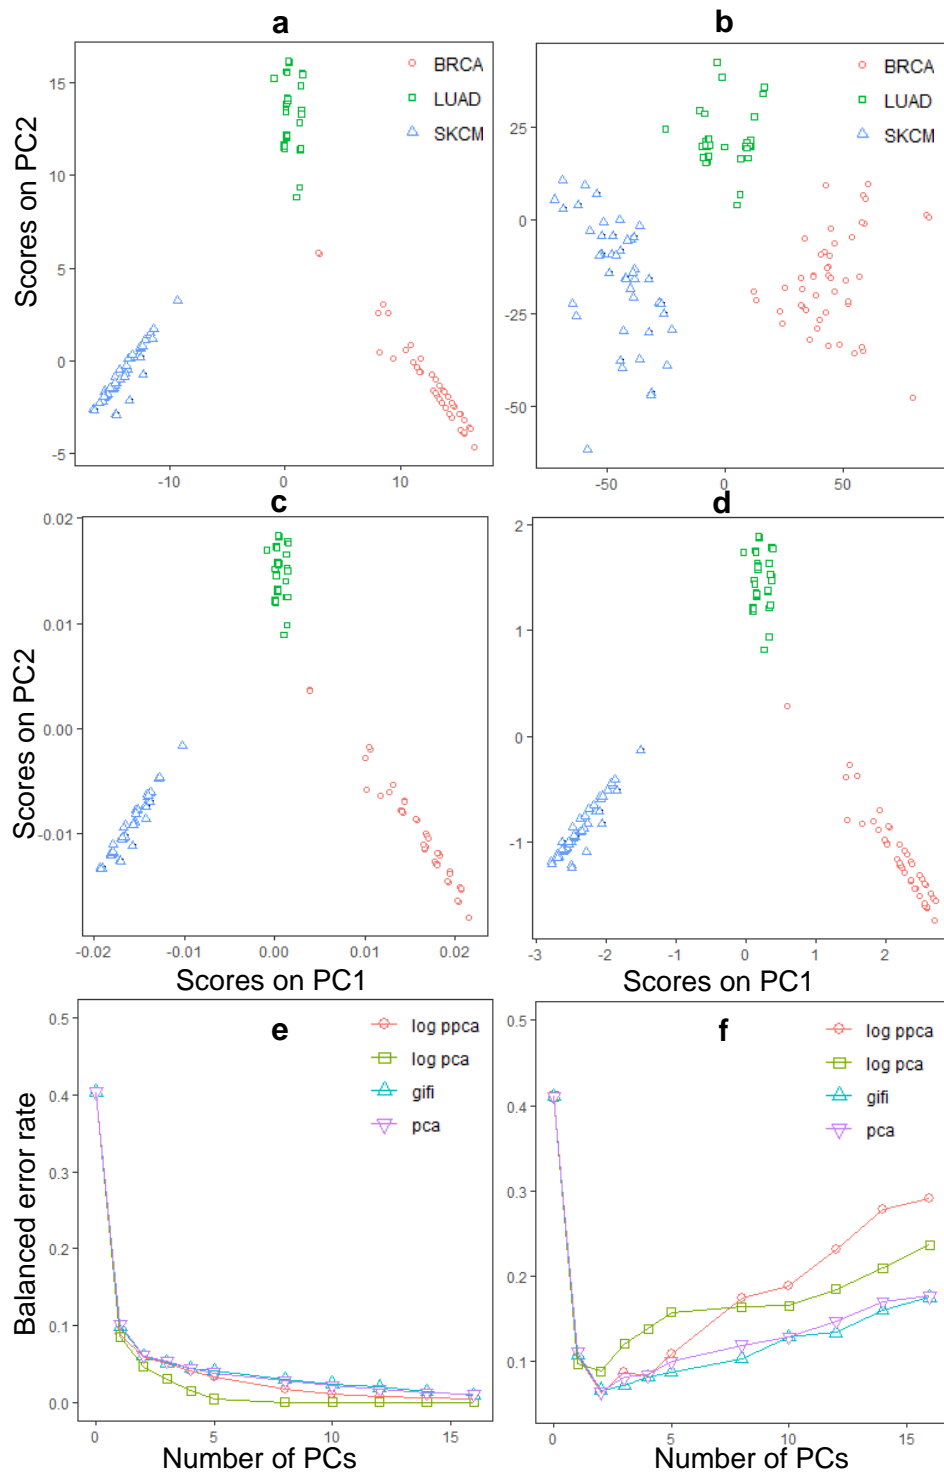 a
b
BRCA
LUAD
SKCM
BRCA
LUAD
SKCM
Scores on PC2
15
10
5
0
-5
25
0
-25
-50
-10
0
10
-50
0
50
c
d
Scores on PC2
0.02
0.01
0.00
-0.01
2
1
0
-1
-0.02
-0.01
0.00
0.01
0.02
-3
-2
-1
0
1
2
Scores on PC1
Scores on PC1
e
f
log ppca
log pca
gifi
pca
log ppca
log pca
gifi
pca
Balanced error rate
0.5
0.4
0.3
0.2
0.1
0.0
0.5
0.4
0.3
0.2
0.1
0
5
10
15
0
5
10
15
Number of PCs
Number of PCs